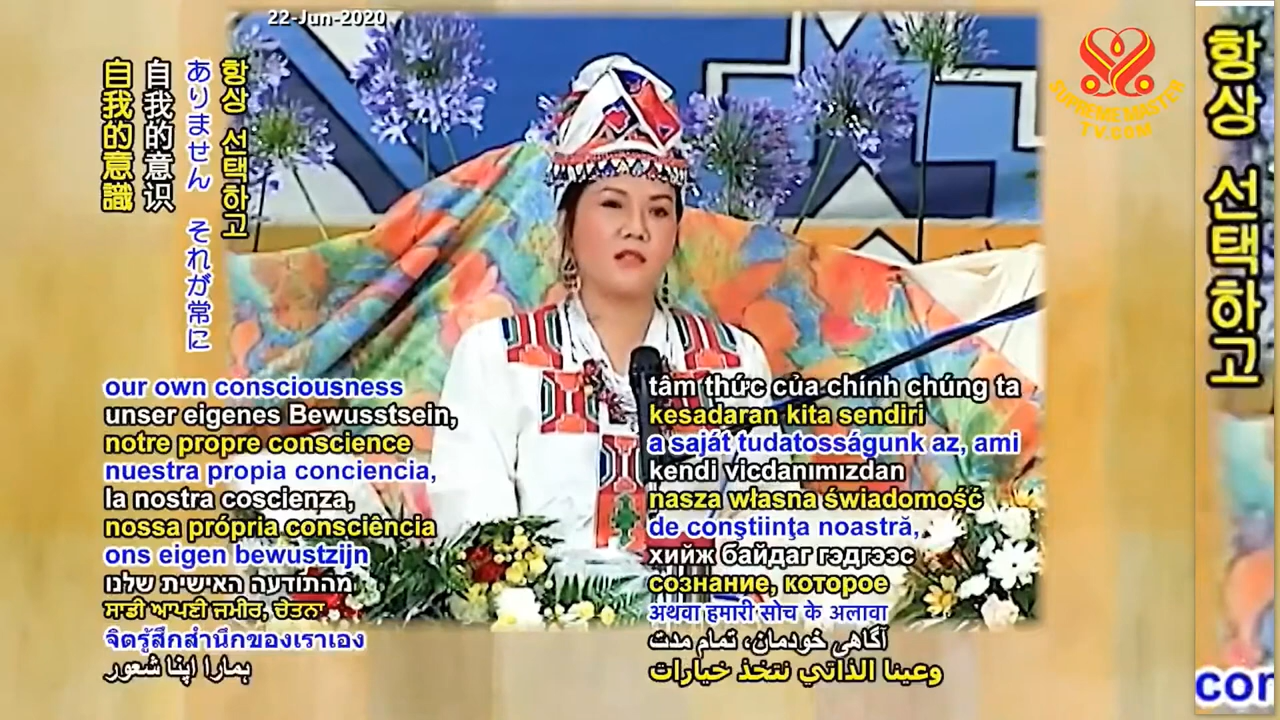 22-Jun-2020
SUPREMEMASTER
TV.COM
自我的意識
自我的意识
ありません それが常に
항상 선택하고
our own consciousness
unser eigenes Bewusstsein,
notre propre conscience
nuestra propia conciencia,
la nostra coscienza,
nossa própria consciência
ons eigen bewustzijn
מהתודעה האישית שלנו
ਸਾਡੀ ਆਪਣੀ ਜਮੀਰ, ਚੇਤਨਾ
จิตรู้สึกสำนึกของเราเอง
ہمارا اپنا شعور
tâm thức của chính chúng ta
kesadaran kita sendiri
a saját tudatosságunk az, ami
kendi vicdanımızdan
nasza własna świadomość
de conştiinţa noastră,
хийж байдаг гэдгээс
сознание, которое
अथवा हमारी सोच के अलावा
آگاهی خودمان، تمام مدت
وعينا الذاتي نتخذ خيارات
항상 선택하고
con